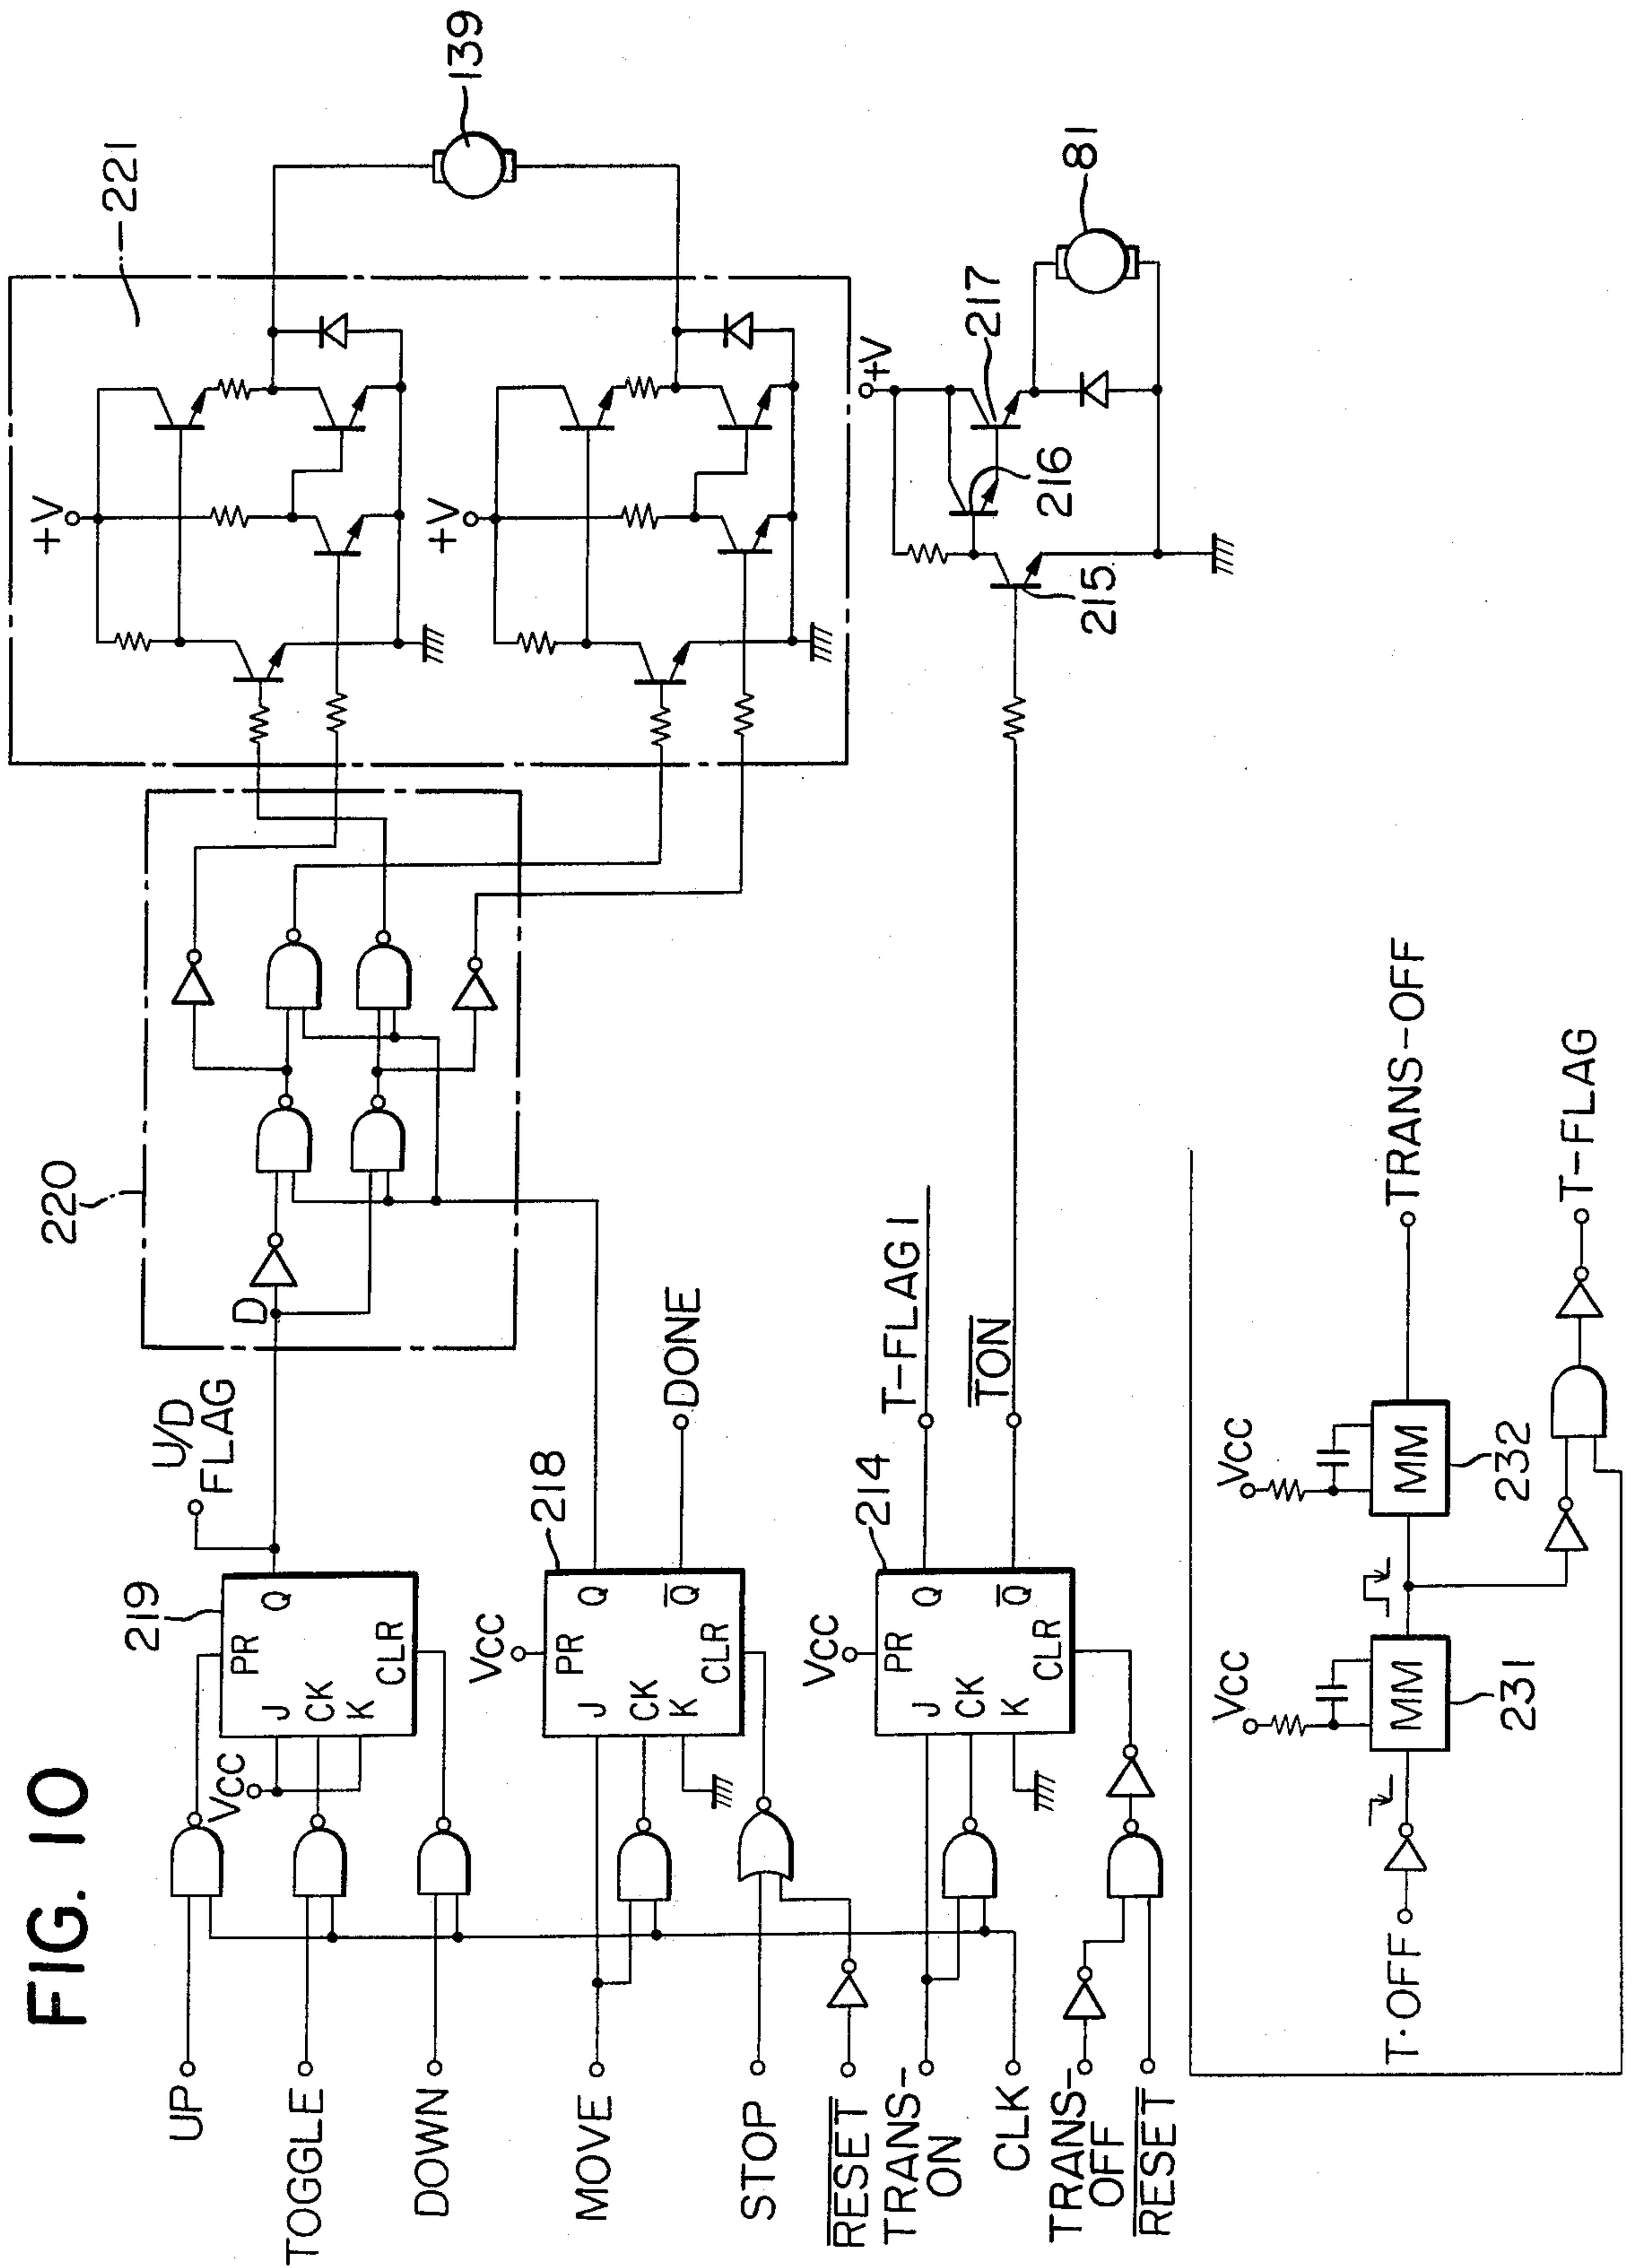 FIG. 10
UP
TOGGLE
DOWN
MOVE
STOP
RESET
TRANS-
ON
CLK
TRANS-
OFF
RESET
219
PR
Q
J
CK
K
CLR
VCC
U/D
FLAG
218
VCC
PR
Q
J
CK
K
Q
CLR
DONE
214
VCC
PR
Q
J
CK
K
Q
CLR
T-FLAG 1
TON
220
D
221
+V
+V
139
+V
215
216
217
81
T·OFF
VCC
MM
231
VCC
MM
232
TRANS-OFF
T-FLAG